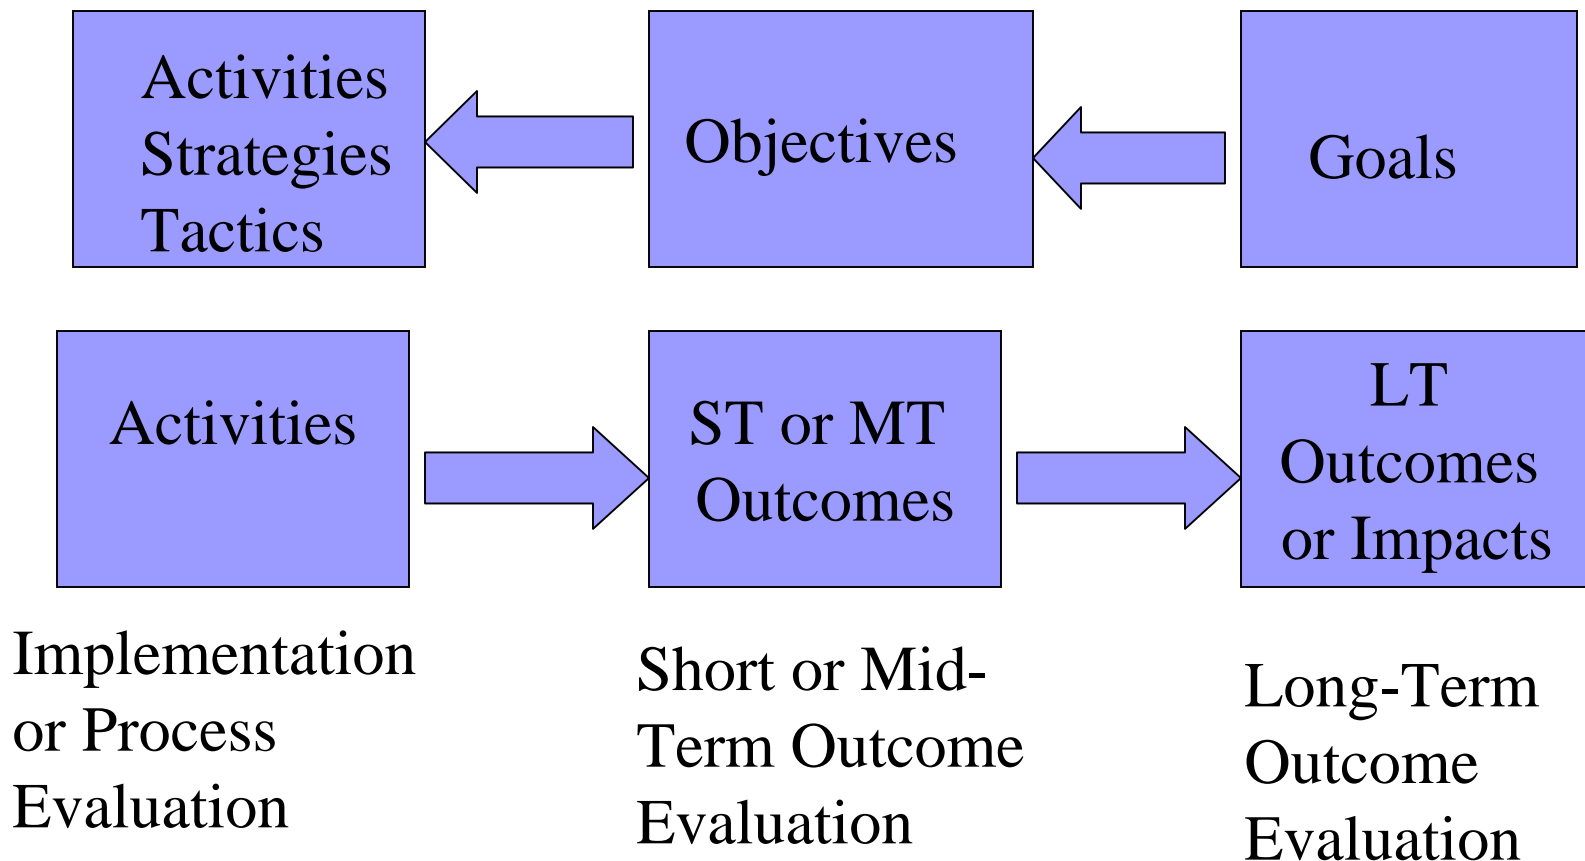 Activities
Strategies
Tactics
Objectives
Goals
Activities
ST or MT
Outcomes
LT
Outcomes
or Impacts
Implementation
or Process
Evaluation
Short or Mid-
Term Outcome
Evaluation
Long-Term
Outcome
Evaluation